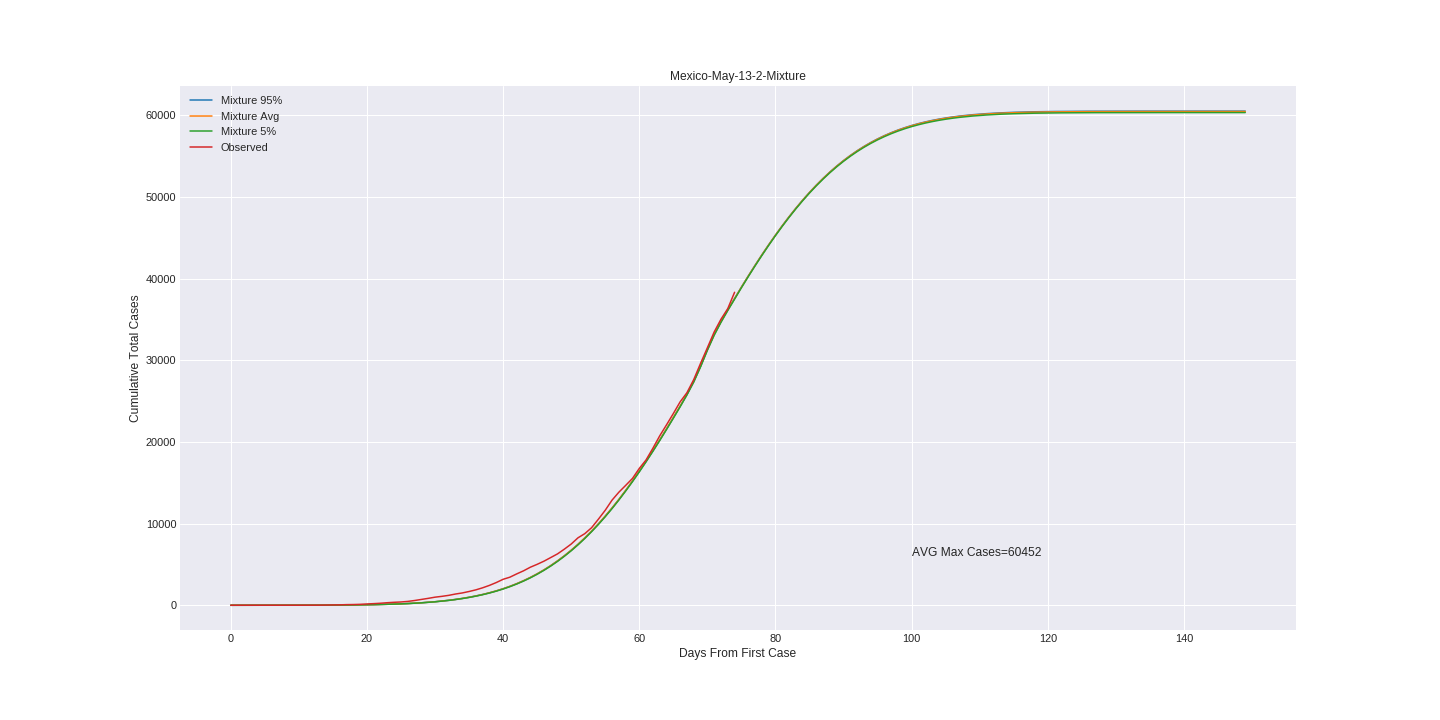 Mexico-May-13-2-Mixture
Mixture 95%
Mixture Avg
Mixture 5%
Observed
60000
50000
40000
30000
20000
10000
0
Cumulative Total Cases
AVG Max Cases=60452
0 20 40 60 80 100 120 140
Days From First Case